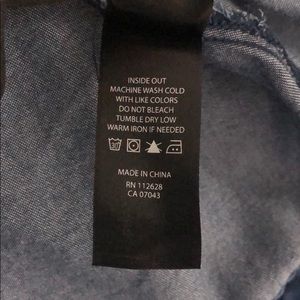 INSIDE OUT
MACHINE WASH COLD
WITH LIKE COLORS
DO NOT BLEACH
TUMBLE DRY LOW
WARM IRON IF NEEDED
MADE IN CHINA
RN 112628
CA 07043